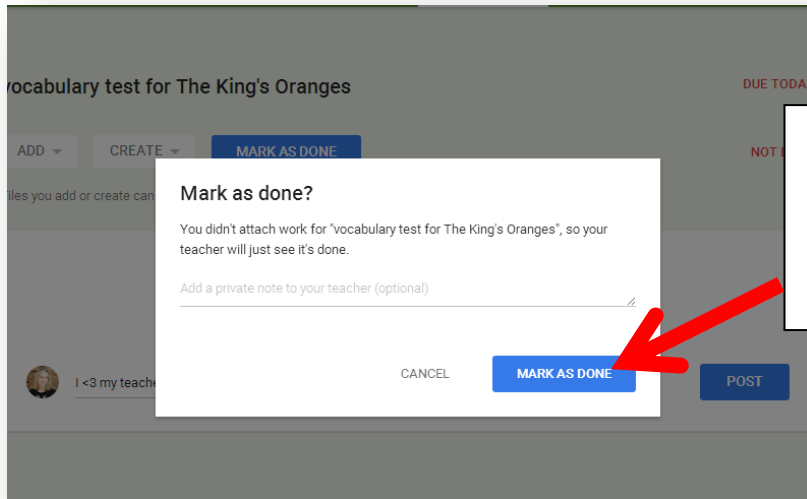 vocabulary test for The King's Oranges
DUE TODA
ADD
CREATE
MARK AS DONE
NOT
iles you add or create can
Mark as done?
You didn't attach work for "vocabulary test for The King's Oranges", so your
teacher will just see it's done.
Add a private note to your teacher (optional)
CANCEL
MARK AS DONE
I <3 my teache
POST